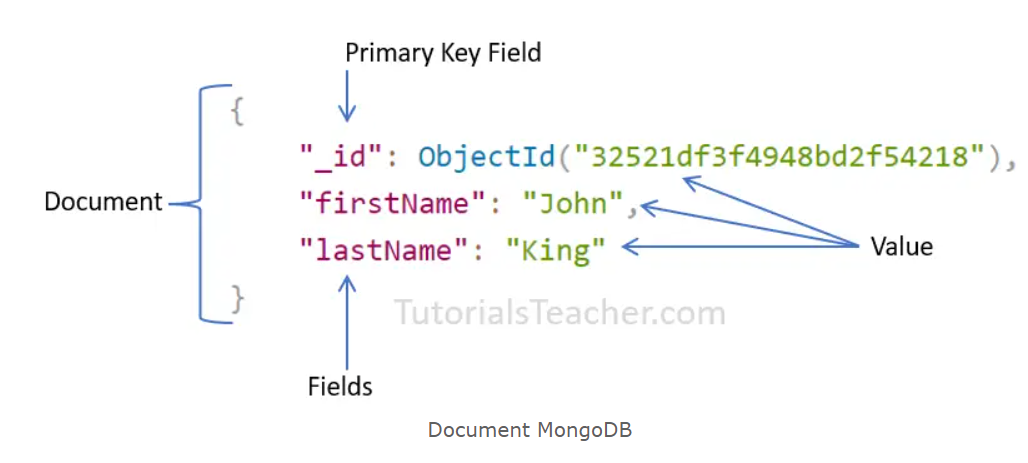 Primary Key Field
{
"_id": ObjectId("32521df3f4948bd2f54218"),
Document
"firstName": "John",
"lastName": "King"
Value
}
TutorialsTeacher.com
Fields
Document MongoDB